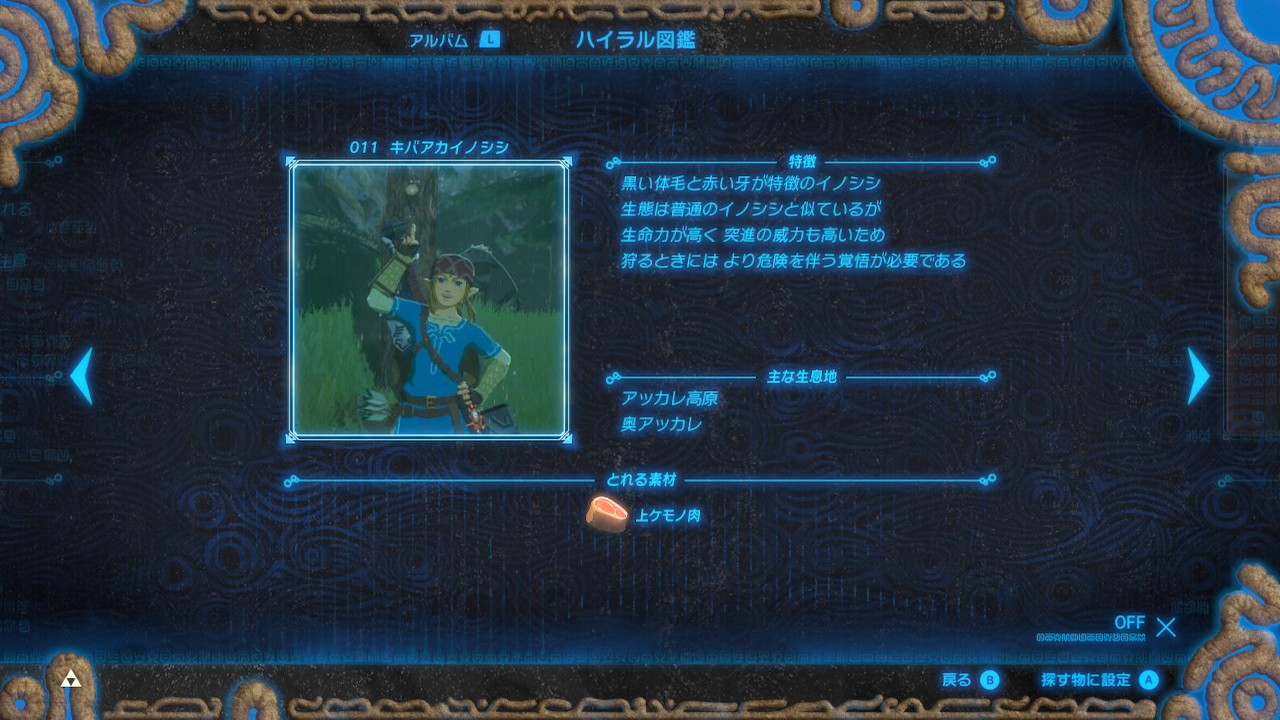 アルバム L
ハイラル図鑑
011 キバアカイノシシ
特徴
黒い体毛と赤い牙が特徴のイノシシ
生態は普通のイノシシと似ているが
生命力が高く 突進の威力も高いため
狩るときには より危険を伴う覚悟が必要である
主な生息地
アッカレ高原
奥アッカレ
とれる素材
上ケモノ肉
OFF
戻る B
探す物に設定 A